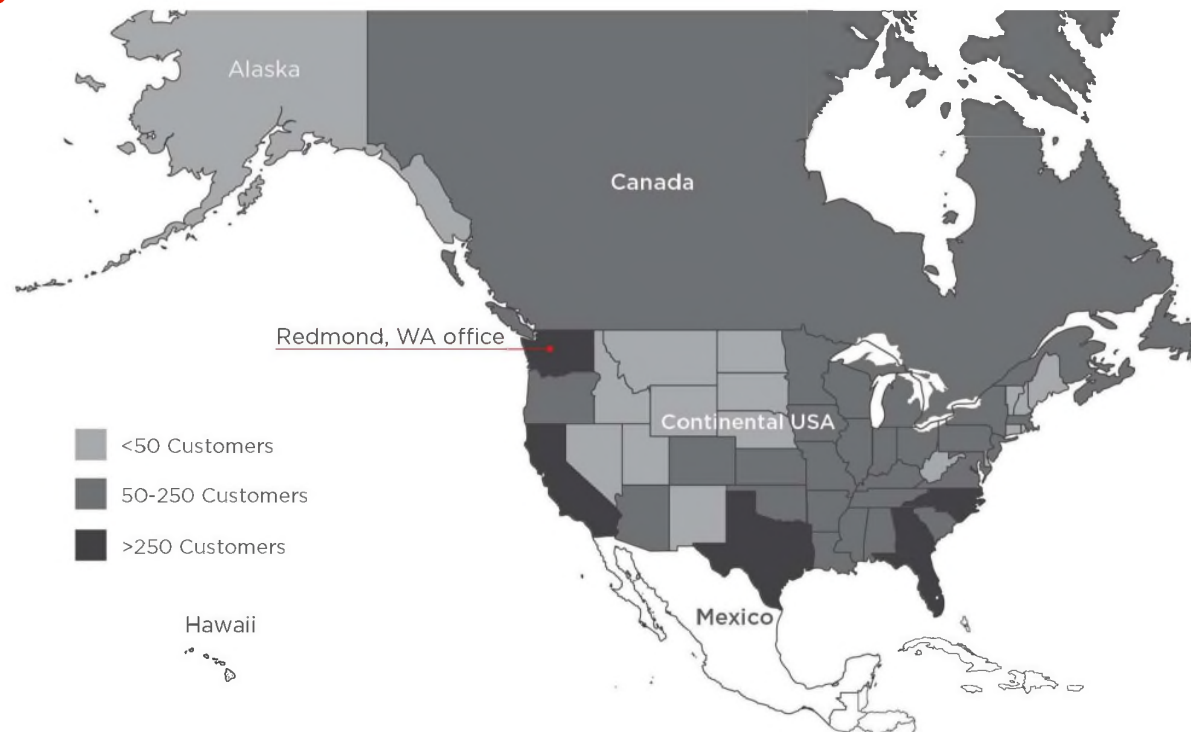 Alaska
Canada
Redmond, WA office
Continental USA
<50 Customers
50-250 Customers
>250 Customers
Hawaii
Mexico